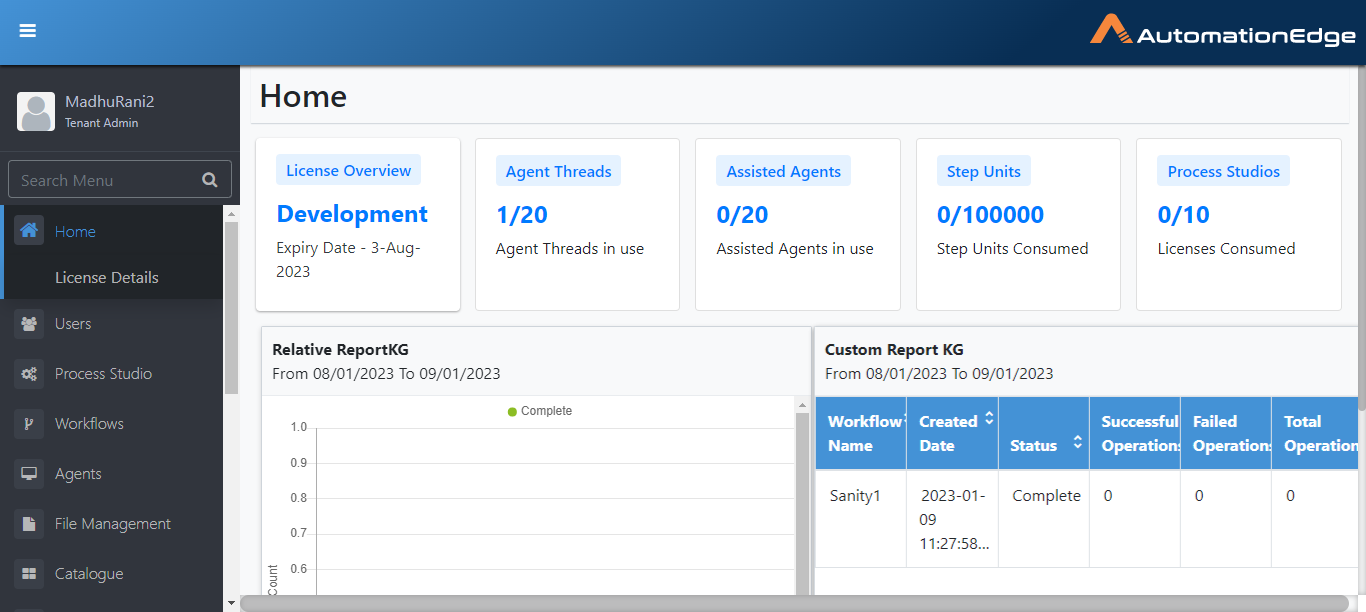 AutomationEdge
MadhuRani2
Tenant Admin
Search Menu
Home
License Details
Users
Process Studio
Workflows
Agents
File Management
Catalogue
Home
License Overview
Development
Expiry Date - 3-Aug-
2023
Agent Threads
1/20
Agent Threads in use
Assisted Agents
0/20
Assisted Agents in use
Step Units
0/100000
Step Units Consumed
Process Studios
0/10
Licenses Consumed
Relative ReportKG
From 08/01/2023 To 09/01/2023
Complete
1.0
0.9
0.8
0.7
0.6
Count
Custom Report KG
From 08/01/2023 To 09/01/2023
Workflow
Name
Created
Date
Status
Successful
Operations
Failed
Operations
Total
Operation
Sanity1
2023-01-
09
11:27:58...
Complete
0
0
0